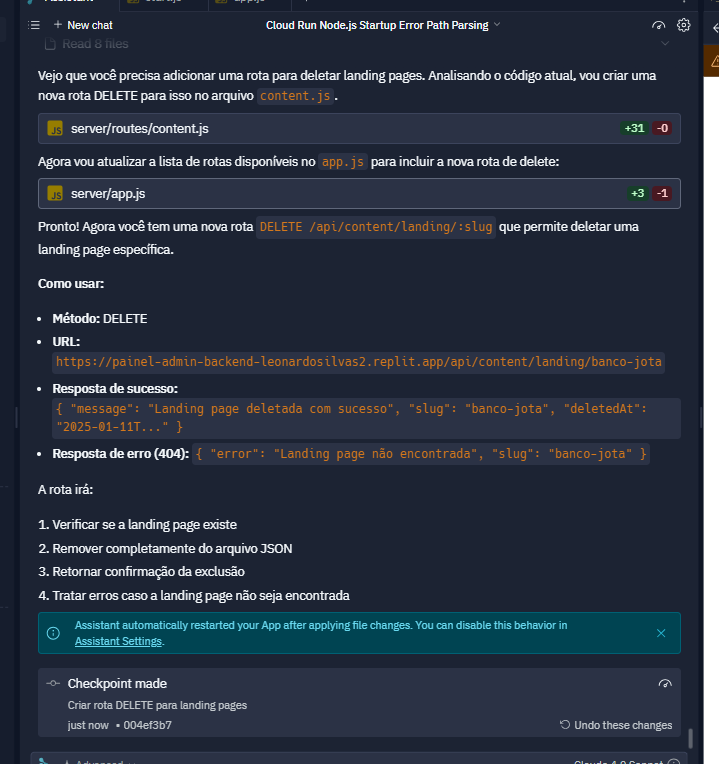 New chat
Cloud Run Node.js Startup Error Path Parsing
Read 8 files
Vejo que você precisa adicionar uma rota para deletar landing pages. Analisando o código atual, vou criar uma
nova rota DELETE para isso no arquivo content.js.
JS server/routes/content.js +31 -0
Agora vou atualizar a lista de rotas disponíveis no app.js para incluir a nova rota de delete:
JS server/app.js +3 -1
Pronto! Agora você tem uma nova rota DELETE /api/content/landing/:slug que permite deletar uma
landing page específica.
Como usar:
• Método: DELETE
• URL:
https://painel-admin-backend-leonardosilvas2.replit.app/api/content/landing/banco-jota
• Resposta de sucesso:
{ "message": "Landing page deletada com sucesso", "slug": "banco-jota", "deletedAt":
"2025-01-11T..." }
• Resposta de erro (404): { "error": "Landing page não encontrada", "slug": "banco-jota" }
A rota irá:
1. Verificar se a landing page existe
2. Remover completamente do arquivo JSON
3. Retornar confirmação da exclusão
4. Tratar erros caso a landing page não seja encontrada
Assistant automatically restarted your App after applying file changes. You can disable this behavior in
Assistant Settings.
Checkpoint made
Criar rota DELETE para landing pages
just now • 004ef3b7
Undo these changes